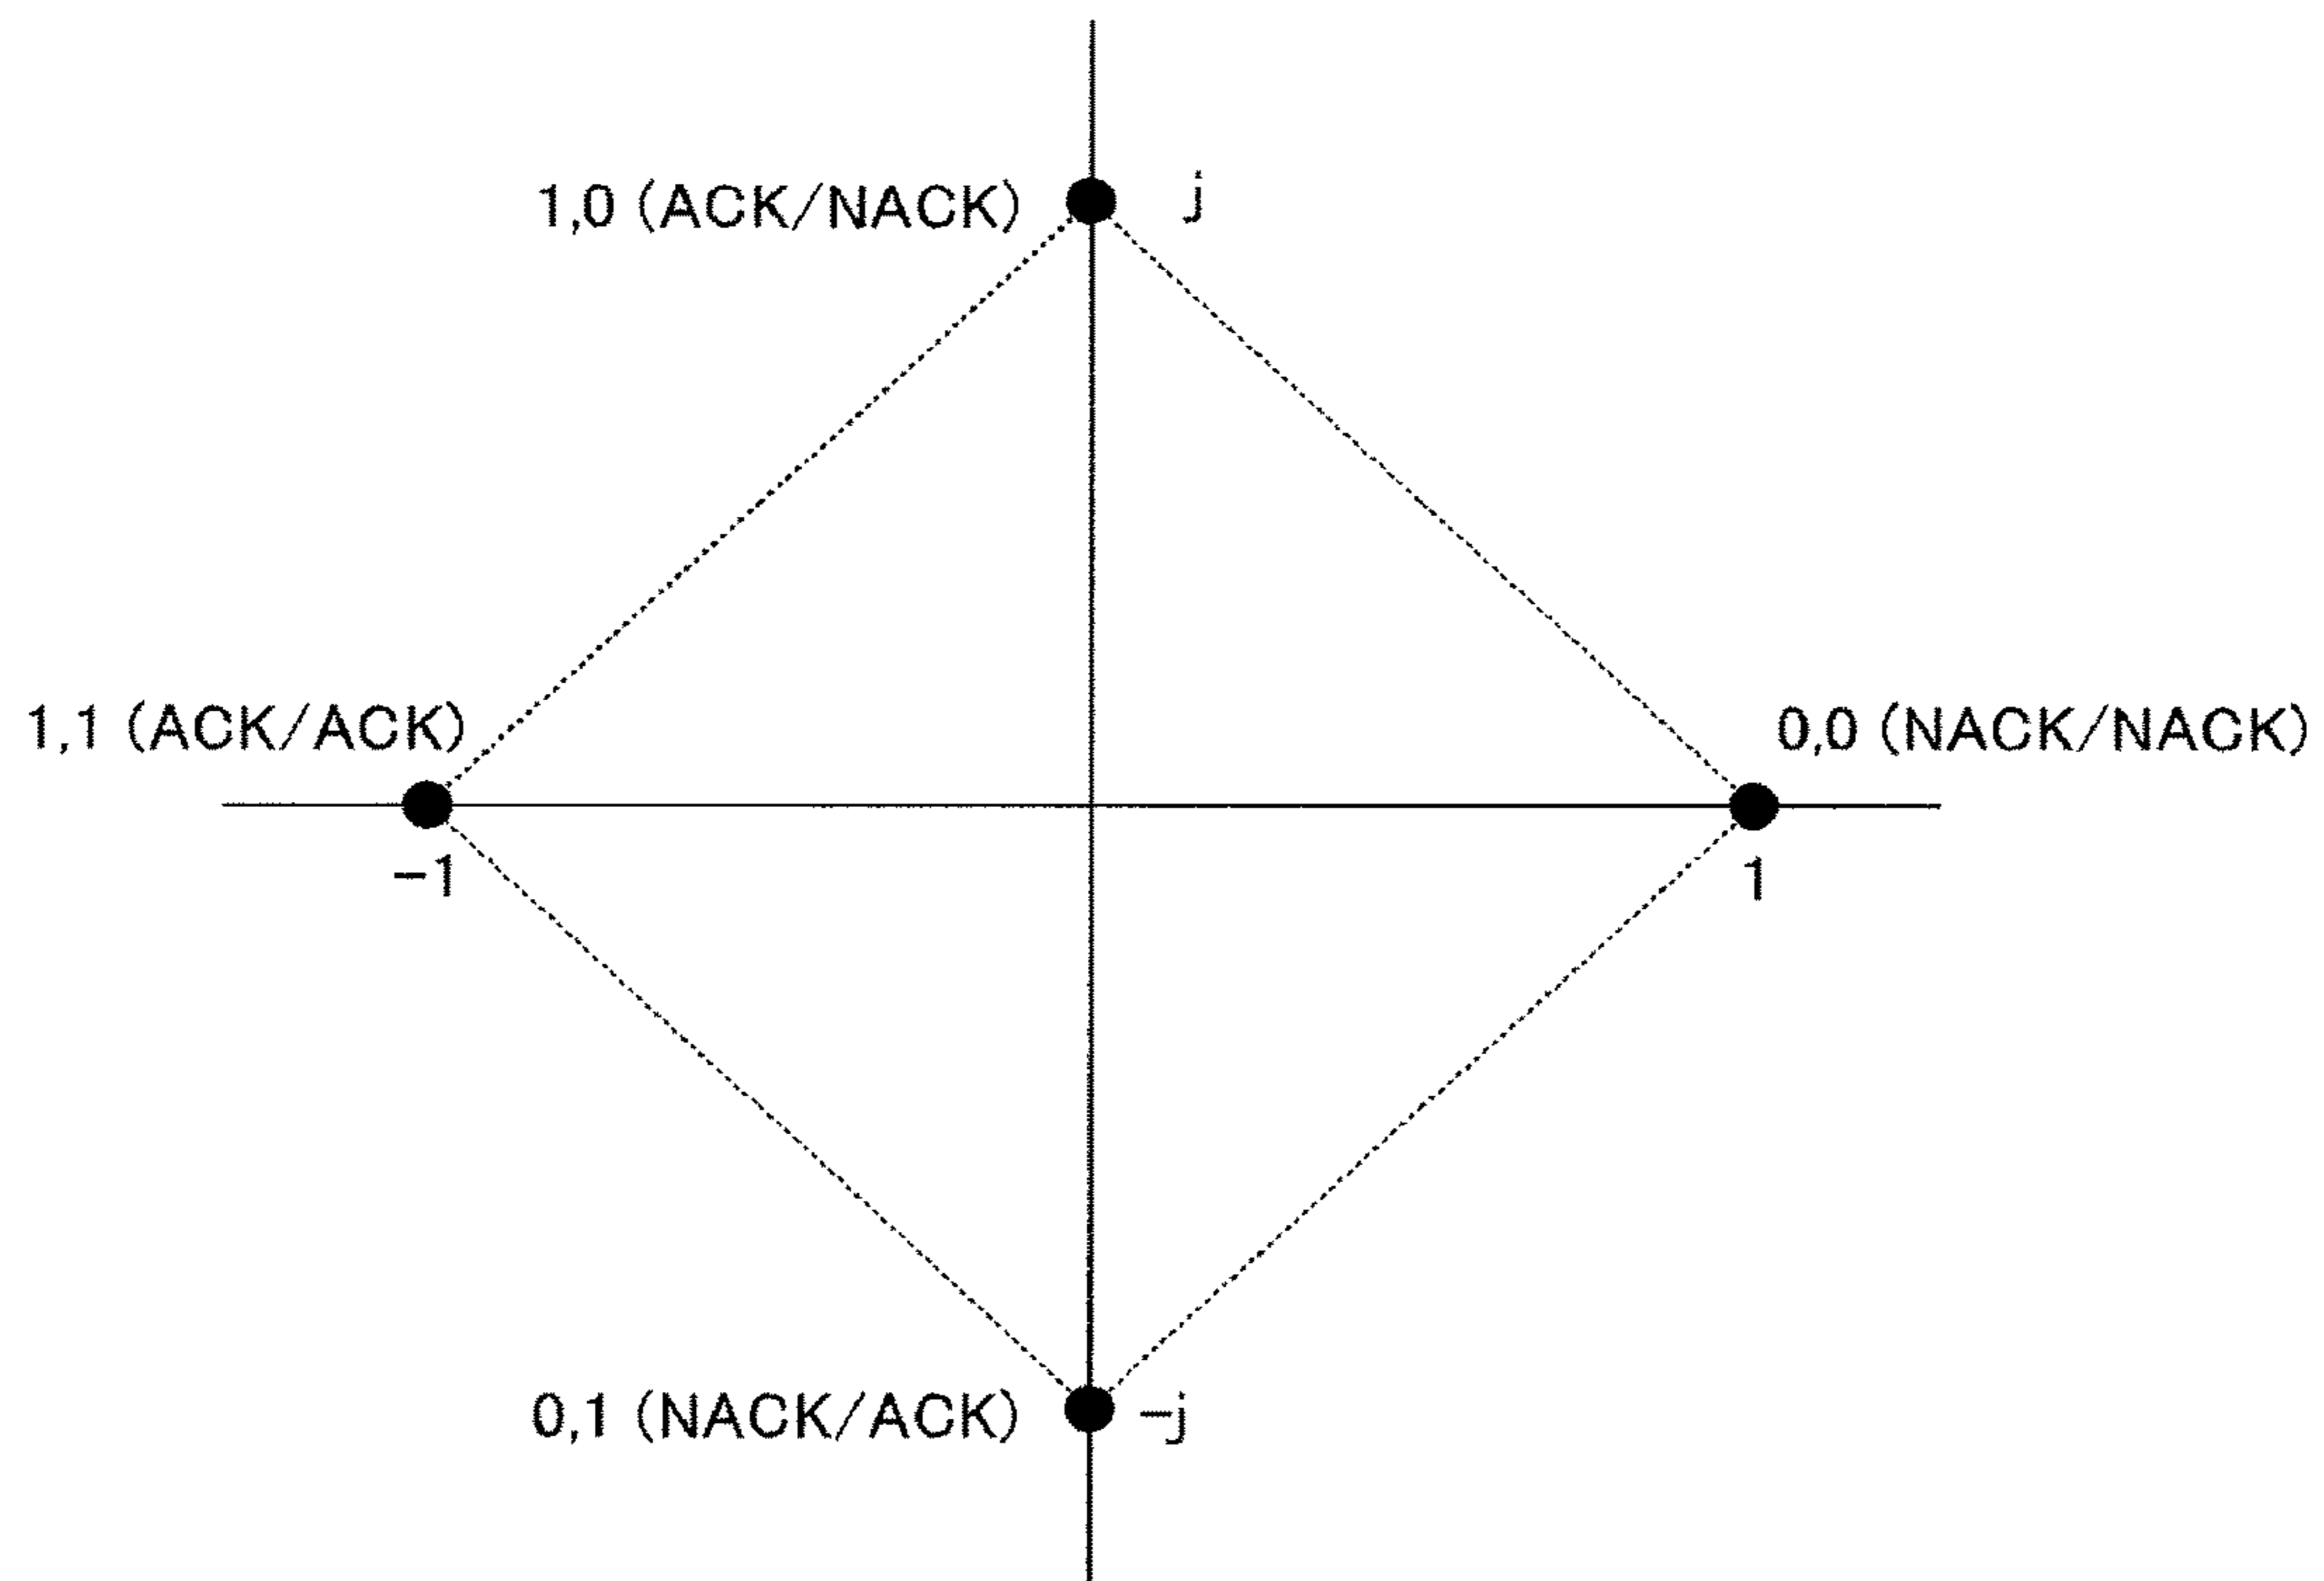 1,0 (ACK/NACK)
j
1,1 (ACK/ACK)
0,0 (NACK/NACK)
-1
1
0,1 (NACK/ACK)
-j